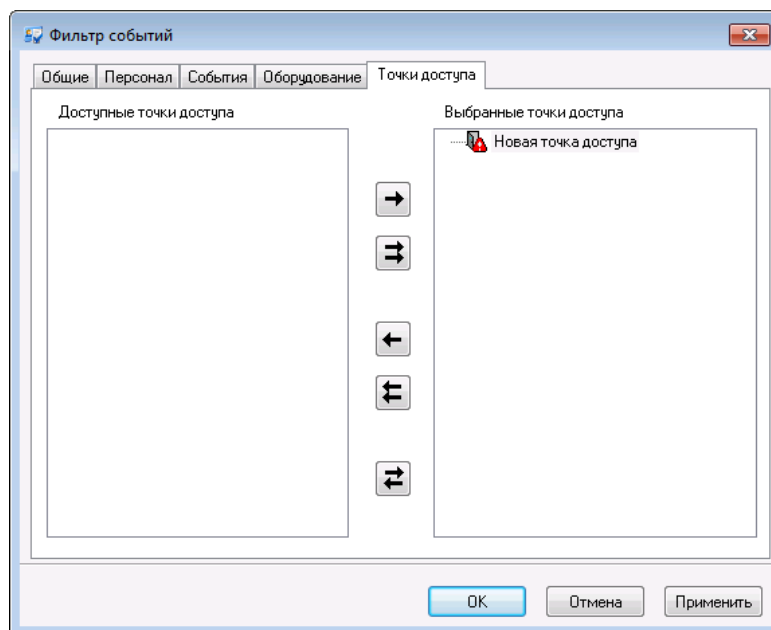 Фильтр событий
Общие Персонал События Оборудование Точки доступа
Доступные точки доступа Выбранные точки доступа
Новая точка доступа
OK Отмена Применить